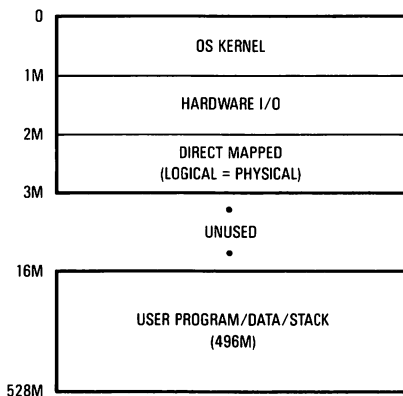 0
OS KERNEL
1M
HARDWARE I/O
2M
DIRECT MAPPED
(LOGICAL = PHYSICAL)
3M
UNUSED
16M
USER PROGRAM/DATA/STACK
(496M)
528M